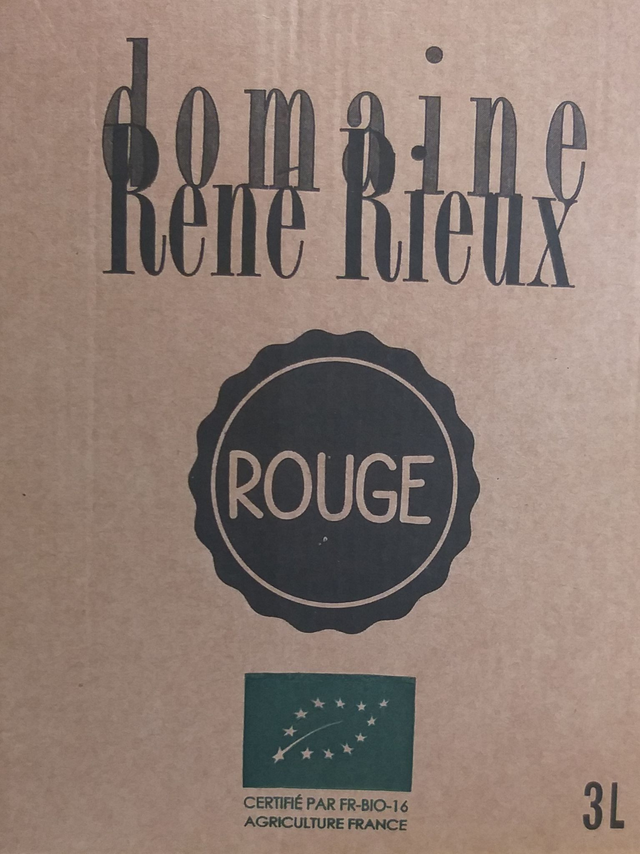 domaine
René Rieux
ROUGE
CERTIFIÉ PAR FR-BIO-16
AGRICULTURE FRANCE
3L